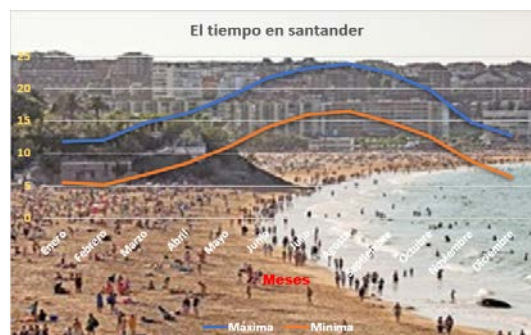 El tiempo en santander
25
20
15
10
5
0
Enero
Febrero
Marzo
Abril
Mayo
Junio
Julio
Agosto
Septiembre
Octubre
Noviembre
Diciembre
Meses
Máxima
Minima